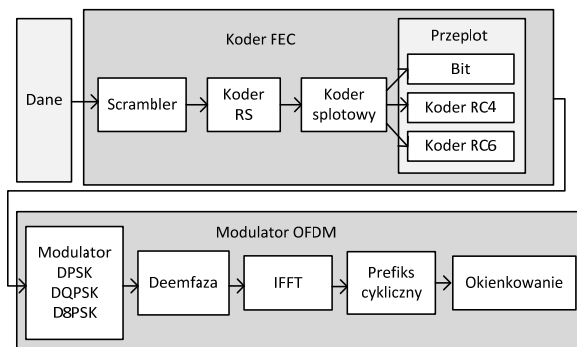 Koder FEC
Przeplot
Dane
Scrambler
Koder
RS
Koder
splotowy
Bit
Koder RC4
Koder RC6
Modulator OFDM
Modulator
DPSK
DQPSK
D8PSK
Deemfaza
IFFT
Prefiks
cykliczny
Okienkowanie